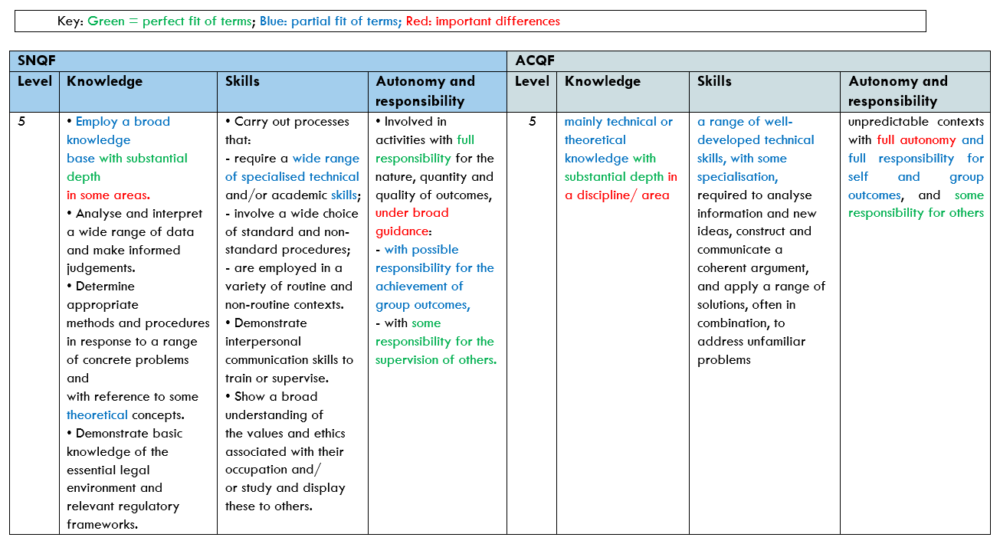 Key: Green = perfect fit of terms; Blue: partial fit of terms; Red: important differences
SNQF
ACQF
Level
Knowledge
Skills
Autonomy and
responsibility
Level
Knowledge
Skills
Autonomy and
responsibility
5
• Employ a broad
knowledge
base with substantial
depth
in some areas.
• Analyse and interpret
a wide range of data
and make informed
judgements.
• Determine
appropriate
methods and procedures
in response to a range
of concrete problems
and
with reference to some
theoretical concepts.
• Demonstrate basic
knowledge of the
essential legal
environment and
relevant regulatory
frameworks.
• Carry out processes
that:
- require a wide range
of specialised technical
and/or academic skills;
- involve a wide choice
of standard and non-
standard procedures;
- are employed in a
variety of routine and
non-routine contexts.
• Demonstrate
interpersonal
communication skills to
train or supervise.
• Show a broad
understanding of
the values and ethics
associated with their
occupation and/
or study and display
these to others.
• Involved in
activities with full
responsibility for the
nature, quantity and
quality of outcomes,
under broad
guidance:
- with possible
responsibility for the
achievement of
group outcomes,
- with some
responsibility for the
supervision of others.
5
mainly technical or
theoretical
knowledge with
substantial depth in
a discipline/ area
a range of well-
developed technical
skills, with some
specialisation,
required to analyse
information and new
ideas, construct and
communicate a
coherent argument,
and apply a range of
solutions, often in
combination, to
address unfamiliar
problems
unpredictable contexts
with full autonomy and
full responsibility for
self and group
outcomes, and some
responsibility for others